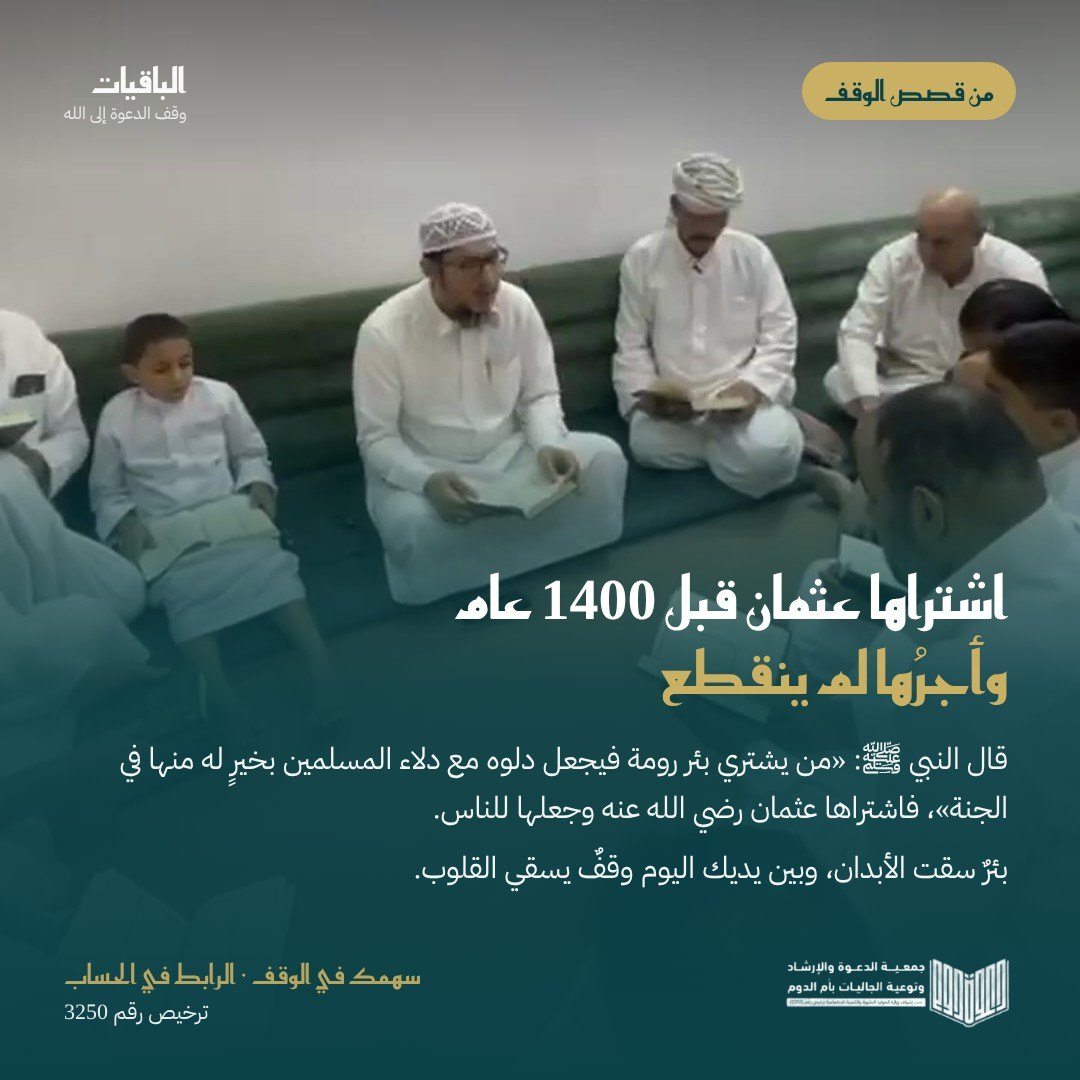 من قصص الوقف
الباقيات
وقف الدعوة إلى الله
اشتراها عثمان قبل 1400 عام
وأجرُها لم ينقطع
قال النبي ﷺ: «من يشتري بئر رومة فيجعل دلوه مع دلاء المسلمين بخيرٍ له منها في
الجنة»، فاشتراها عثمان رضي الله عنه وجعلها للناس.
بئرٌ سقت الأبدان، وبين يديك اليوم وقفٌ يسقي القلوب.
جمعية الدعوة والإرشاد
وتوعية الجاليات بأم الدوم
سهمك في الوقف · الرابط في الحساب
ترخيص رقم 3250